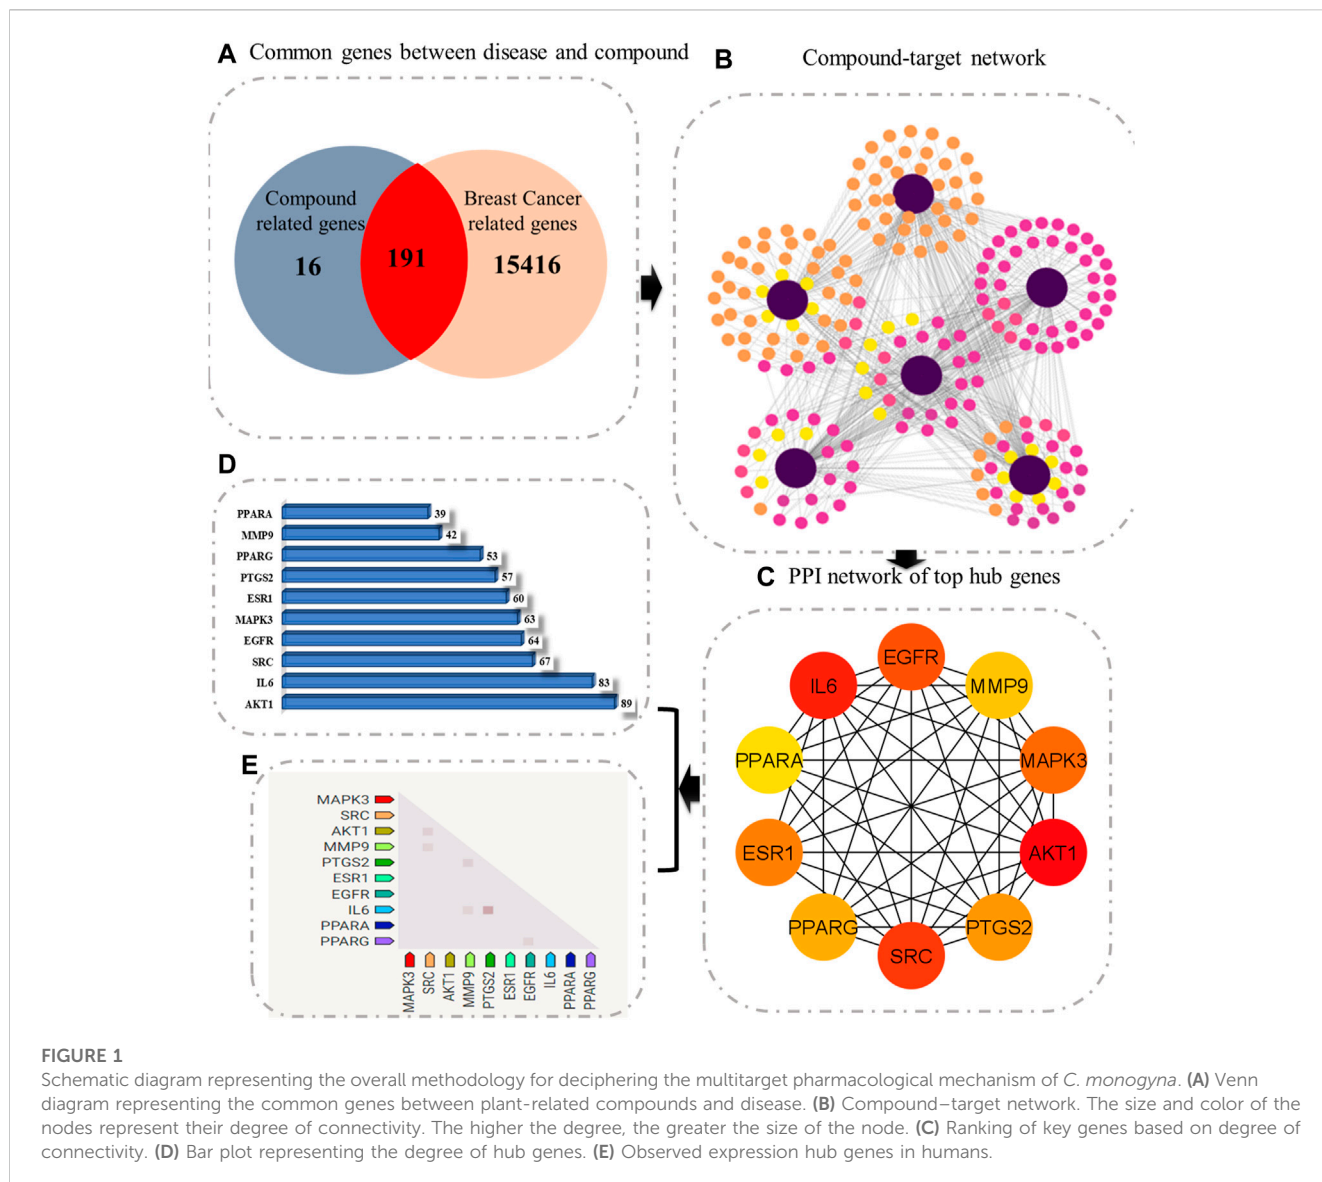 A Common genes between disease and compound
Compound
related genes
16
191
Breast Cancer
related genes
15416
B Compound-target network
C PPI network of top hub genes
EGFR
IL6
MMP9
PPARA
MAPK3
ESR1
AKT1
PPARG
PTGS2
SRC
D
PPARA 39
MMP9 42
PPARG 53
PTGS2 57
ESR1 60
MAPK3 63
EGFR 64
SRC 67
IL6 83
AKT1 89
E
MAPK3
SRC
AKT1
MMP9
PTGS2
ESR1
EGFR
IL6
PPARA
PPARG
MAPK3
SRC
AKT1
MMP9
PTGS2
ESR1
EGFR
IL6
PPARA
PPARG
FIGURE 1
Schematic diagram representing the overall methodology for deciphering the multitarget pharmacological mechanism of C. monogyna. (A) Venn
diagram representing the common genes between plant-related compounds and disease. (B) Compound–target network. The size and color of the
nodes represent their degree of connectivity. The higher the degree, the greater the size of the node. (C) Ranking of key genes based on degree of
connectivity. (D) Bar plot representing the degree of hub genes. (E) Observed expression hub genes in humans.